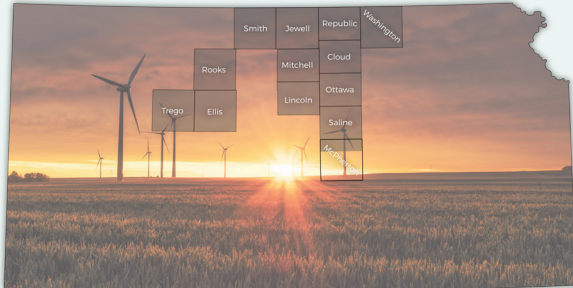 Smith
Jewell
Republic
Washington
Rooks
Mitchell
Cloud
Trego
Ellis
Lincoln
Ottawa
Saline
McPherson